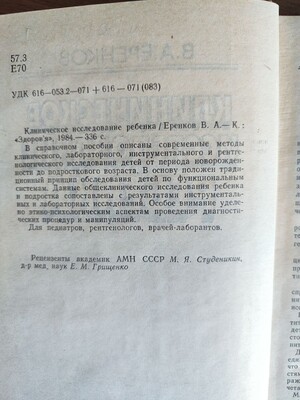 57.3
Е70
УДК 616—053.2—071 + 616 — 071 (083)
Клиническое исследование ребенка / Еренков В. А.— К.:
«Здоров'я», 1984.— 336 с.
В справочном пособии описаны современные методы
клинического, лабораторного, инструментального и рентге-
нологического исследования детей от периода новорожден-
ности до подросткового возраста. В основу положен тради-
ционный принцип обследования детей по функциональным
системам. Данные общеклинического исследования ребенка
и подростка сопоставлены с результатами инструменталь-
ных и лабораторных исследований. Особое внимание уделе-
но этико-психологическим аспектам проведения диагности-
ческих процедур и манипуляций.
Для педиатров, рентгенологов, врачей-лаборантов.
Рецензенты академик АМН СССР М. Я. Студеникин,
д-р мед. наук Е. М. Грищенко